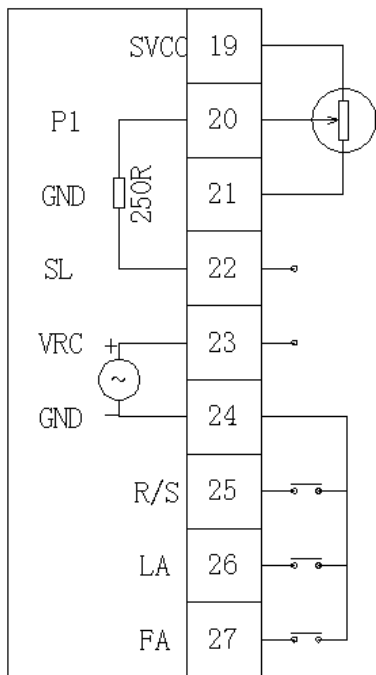 SVCC 19
P1 20
GND 21
250R
SL 22
VRC + 23
~
GND − 24
R/S 25
LA 26
FA 27